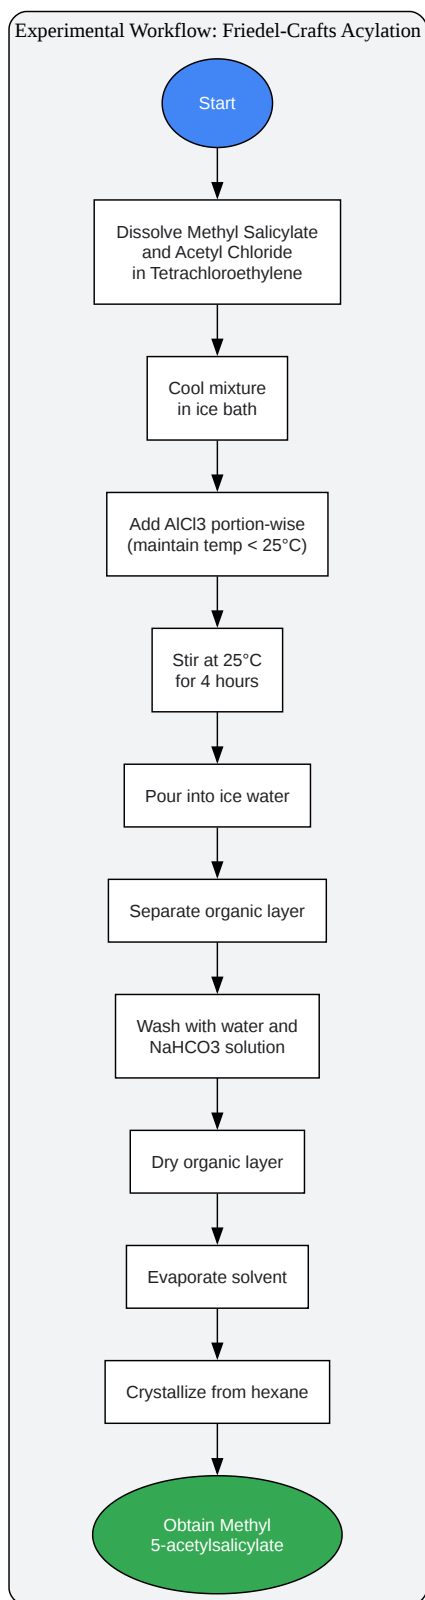 Experimental Workflow: Friedel-Crafts Acylation
Start
Dissolve Methyl Salicylate
and Acetyl Chloride
in Tetrachloroethylene
Cool mixture
in ice bath
Add AlCl3 portion-wise
(maintain temp < 25°C)
Stir at 25°C
for 4 hours
Pour into ice water
Separate organic layer
Wash with water and
NaHCO3 solution
Dry organic layer
Evaporate solvent
Crystallize from hexane
Obtain Methyl
5-acetylsalicylate